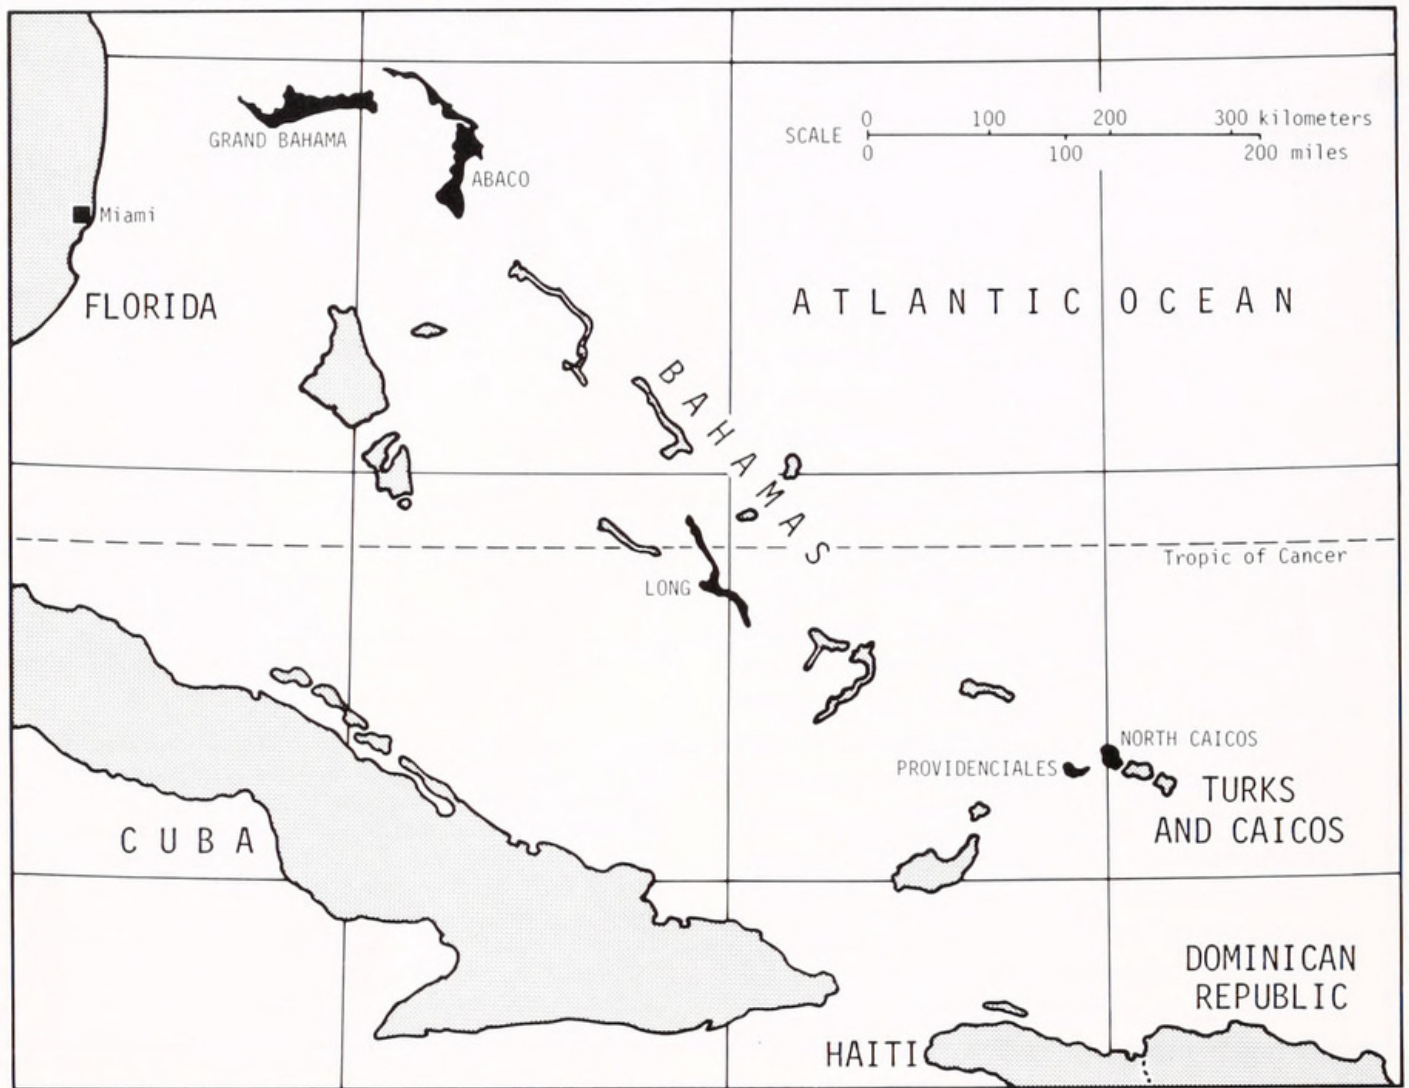 0 100 200 300 kilometers
SCALE
0 100 200 miles
GRAND BAHAMA
ABACO
Miami
FLORIDA
ATLANTIC OCEAN
BAHAMAS
Tropic of Cancer
LONG
NORTH CAICOS
PROVIDENCIALES
TURKS
AND CAICOS
CUBA
DOMINICAN
REPUBLIC
HAITI